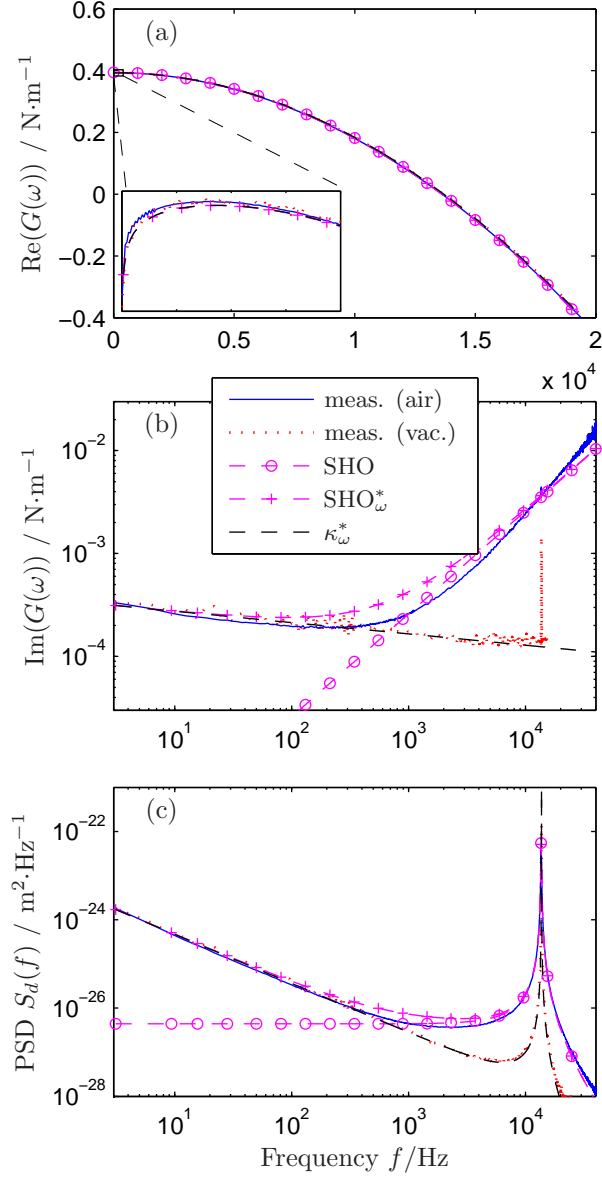 0.6
(a)
0.4
0.2
0
−0.2
−0.4
Re(G(ω)) / N·m⁻¹
0 0.5 1 1.5 2
x 10⁴
(b)
10⁻²
10⁻³
10⁻⁴
Im(G(ω)) / N·m⁻¹
meas. (air)
meas. (vac.)
SHO
SHO*ω
κ*ω
10¹ 10² 10³ 10⁴
(c)
10⁻²²
10⁻²⁴
10⁻²⁶
10⁻²⁸
PSD S_d(f) / m²·Hz⁻¹
10¹ 10² 10³ 10⁴
Frequency f/Hz